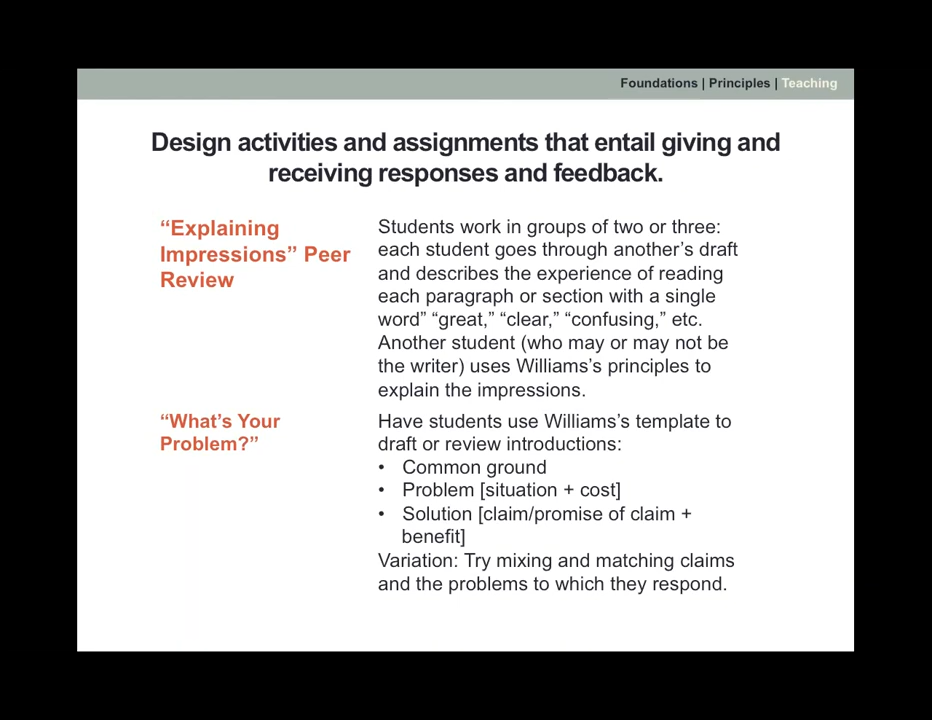 Foundations | Principles | Teaching
Design activities and assignments that entail giving and
receiving responses and feedback.
“Explaining
Impressions” Peer
Review
Students work in groups of two or three:
each student goes through another’s draft
and describes the experience of reading
each paragraph or section with a single
word” “great,” “clear,” “confusing,” etc.
Another student (who may or may not be
the writer) uses Williams’s principles to
explain the impressions.
“What’s Your
Problem?”
Have students use Williams’s template to
draft or review introductions:
• Common ground
• Problem [situation + cost]
• Solution [claim/promise of claim +
benefit]
Variation: Try mixing and matching claims
and the problems to which they respond.